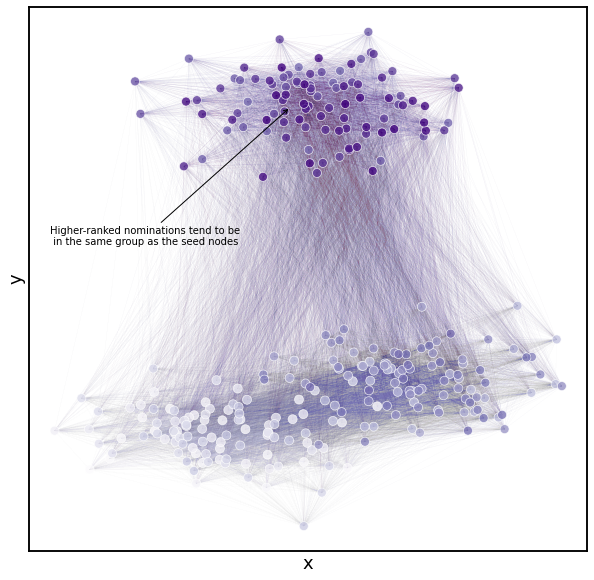 Higher-ranked nominations tend to be
in the same group as the seed nodes
y
x